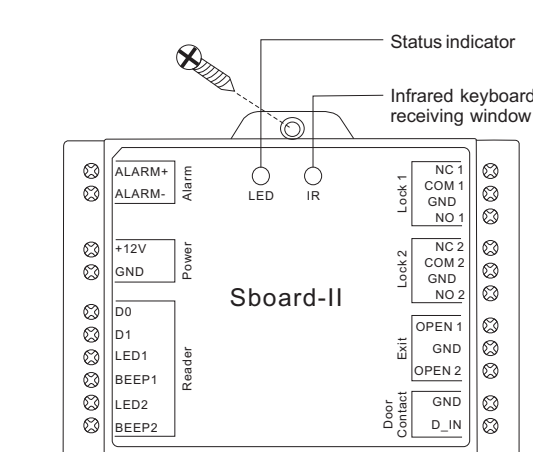 Status indicator
Infrared keyboard
receiving window
ALARM+
ALARM-
Alarm
+12V
GND
Power
D0
D1
LED1
BEEP1
LED2
BEEP2
Reader
LED
IR
Sboard-II
Lock 1
NC 1
COM 1
GND
NO 1
Lock 2
NC 2
COM 2
GND
NO 2
Exit
OPEN 1
GND
OPEN 2
Door
Contact
GND
D_IN